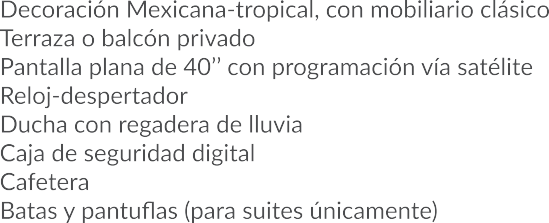 Decoración Mexicana-tropical, con mobiliario clásico
Terraza o balcón privado
Pantalla plana de 40’’ con programación vía satélite
Reloj-despertador
Ducha con regadera de lluvia
Caja de seguridad digital
Cafetera
Batas y pantuflas (para suites únicamente)